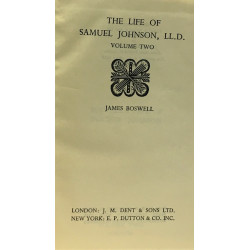 THE LIFE OF
SAMUEL JOHNSON, LL.D.
VOLUME TWO
JAMES BOSWELL
LONDON: J. M. DENT & SONS LTD.
NEW YORK: E. P. DUTTON & CO. INC.